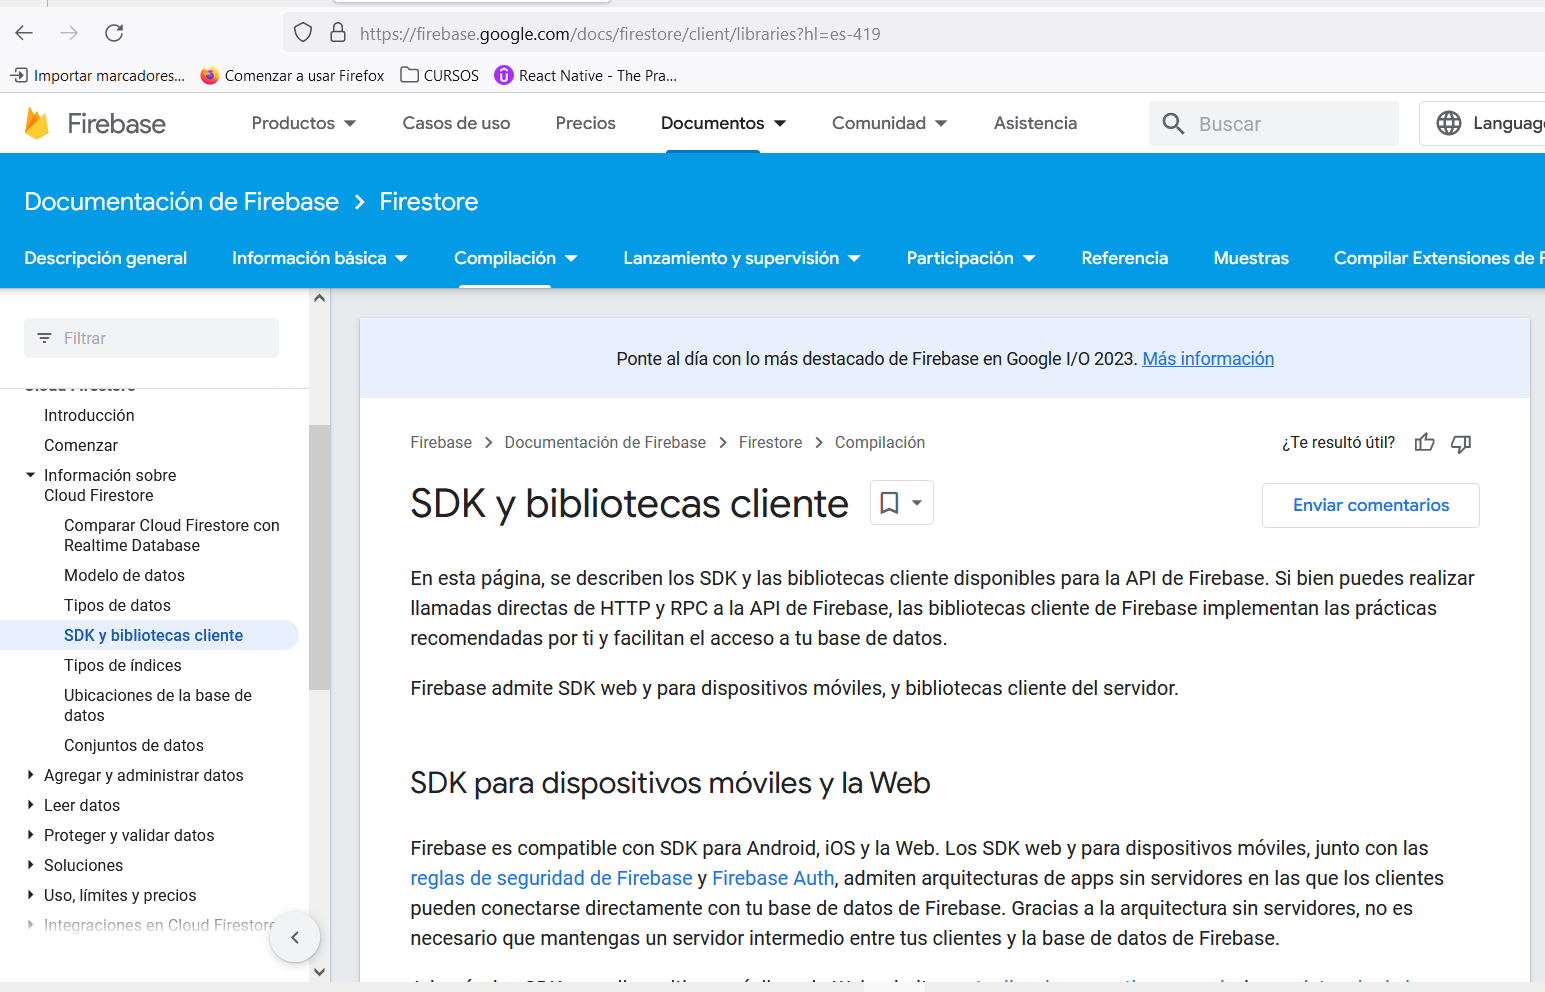 https://firebase.google.com/docs/firestore/client/libraries?hl=es-419
Importar marcadores... Comenzar a usar Firefox CURSOS React Native - The Pra...
Firebase Productos Casos de uso Precios Documentos Comunidad Asistencia Buscar Languag
Documentación de Firebase > Firestore
Descripción general Información básica Compilación Lanzamiento y supervisión Participación Referencia Muestras Compilar Extensiones de F
Filtrar
Cloud Firestore
Introducción
Comenzar
Información sobre
Cloud Firestore
Comparar Cloud Firestore con
Realtime Database
Modelo de datos
Tipos de datos
SDK y bibliotecas cliente
Tipos de índices
Ubicaciones de la base de
datos
Conjuntos de datos
Agregar y administrar datos
Leer datos
Proteger y validar datos
Soluciones
Uso, límites y precios
Integraciones en Cloud Firestore
Ponte al día con lo más destacado de Firebase en Google I/O 2023. Más información
Firebase > Documentación de Firebase > Firestore > Compilación
¿Te resultó útil?
SDK y bibliotecas cliente
Enviar comentarios
En esta página, se describen los SDK y las bibliotecas cliente disponibles para la API de Firebase. Si bien puedes realizar
llamadas directas de HTTP y RPC a la API de Firebase, las bibliotecas cliente de Firebase implementan las prácticas
recomendadas por ti y facilitan el acceso a tu base de datos.
Firebase admite SDK web y para dispositivos móviles, y bibliotecas cliente del servidor.
SDK para dispositivos móviles y la Web
Firebase es compatible con SDK para Android, iOS y la Web. Los SDK web y para dispositivos móviles, junto con las
reglas de seguridad de Firebase y Firebase Auth, admiten arquitecturas de apps sin servidores en las que los clientes
pueden conectarse directamente con tu base de datos de Firebase. Gracias a la arquitectura sin servidores, no es
necesario que mantengas un servidor intermedio entre tus clientes y la base de datos de Firebase.